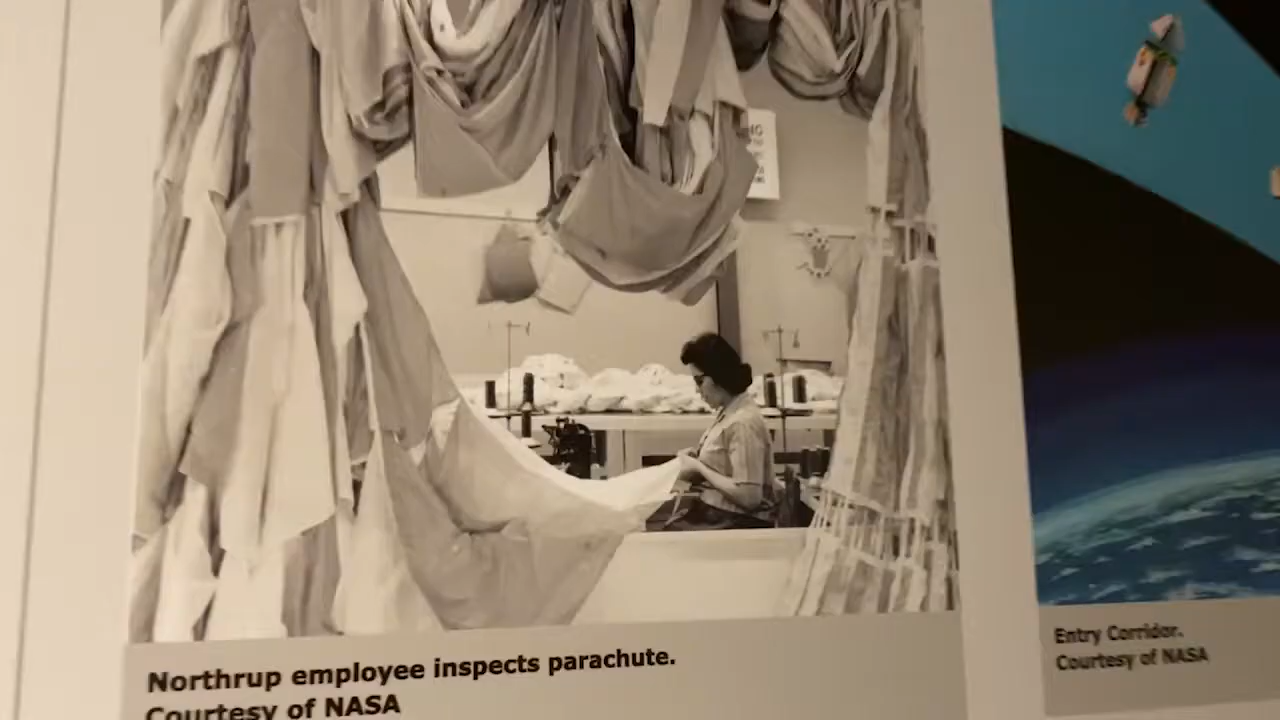 Northrup employee inspects parachute.
Courtesy of NASA
Entry Corridor.
Courtesy of NASA